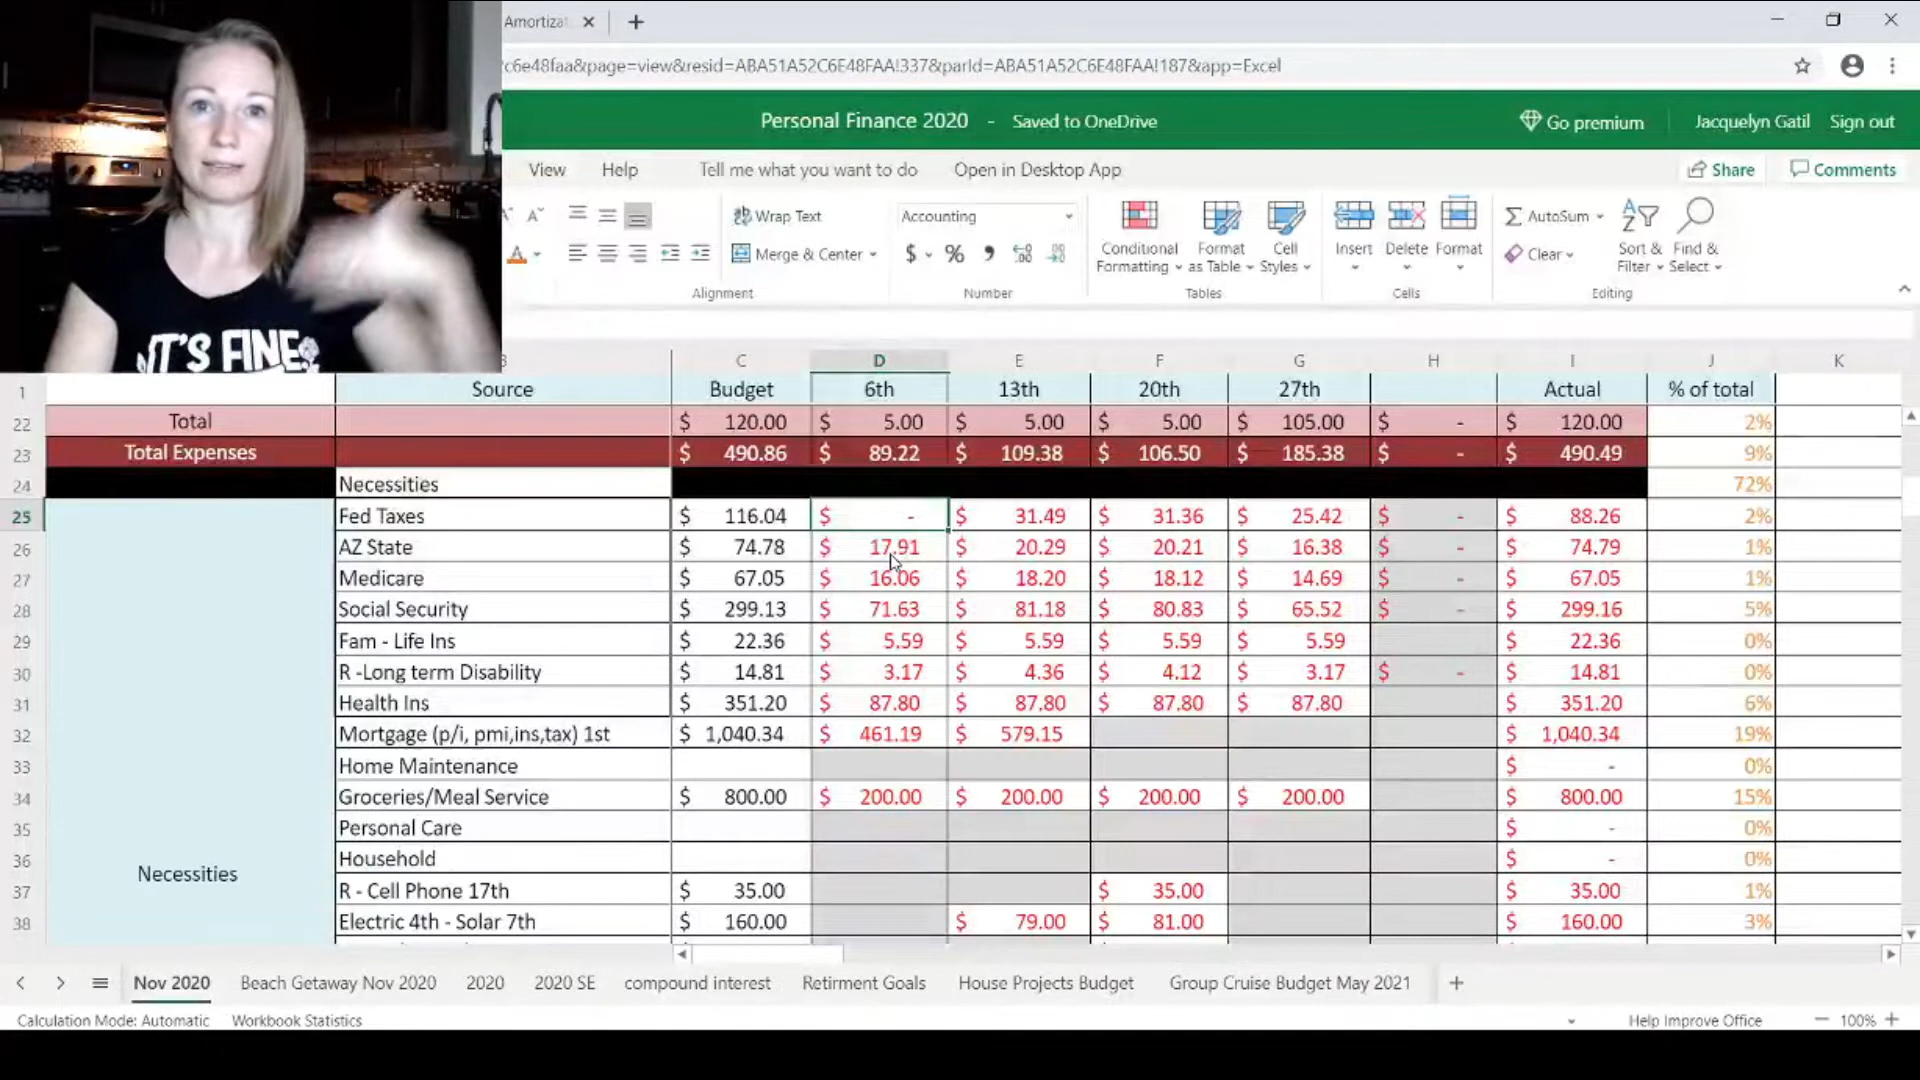 Amortiza
c6e48faa&page=view&resid=ABA51A52C6E48FAA!337&parId=ABA51A52C6E48FAA!187&app=Excel
Personal Finance 2020 - Saved to OneDrive
Go premium
Jacquelyn Gatil
Sign out
View Help Tell me what you want to do Open in Desktop App
Share
Comments
Wrap Text
Merge & Center
Alignment
Accounting
$ % ,
Number
Conditional Formatting
Format as Table
Cell Styles
Tables
Insert Delete Format
Cells
AutoSum
Clear
Sort & Filter
Find & Select
Editing
IT'S FINE
C D E F G H I J K
1 Source Budget 6th 13th 20th 27th Actual % of total
22 Total $ 120.00 $ 5.00 $ 5.00 $ 5.00 $ 105.00 $ - $ 120.00 2%
23 Total Expenses $ 490.86 $ 89.22 $ 109.38 $ 106.50 $ 185.38 $ - $ 490.49 9%
24 Necessities 72%
25 Fed Taxes $ 116.04 $ - $ 31.49 $ 31.36 $ 25.42 $ - $ 88.26 2%
26 AZ State $ 74.78 $ 17.91 $ 20.29 $ 20.21 $ 16.38 $ - $ 74.79 1%
27 Medicare $ 67.05 $ 16.06 $ 18.20 $ 18.12 $ 14.69 $ - $ 67.05 1%
28 Social Security $ 299.13 $ 71.63 $ 81.18 $ 80.83 $ 65.52 $ - $ 299.16 5%
29 Fam - Life Ins $ 22.36 $ 5.59 $ 5.59 $ 5.59 $ 5.59 $ 22.36 0%
30 R -Long term Disability $ 14.81 $ 3.17 $ 4.36 $ 4.12 $ 3.17 $ - $ 14.81 0%
31 Health Ins $ 351.20 $ 87.80 $ 87.80 $ 87.80 $ 87.80 $ 351.20 6%
32 Mortgage (p/i, pmi,ins,tax) 1st $ 1,040.34 $ 461.19 $ 579.15 $ 1,040.34 19%
33 Home Maintenance $ - 0%
34 Groceries/Meal Service $ 800.00 $ 200.00 $ 200.00 $ 200.00 $ 200.00 $ 800.00 15%
35 Personal Care $ - 0%
36 Household $ - 0%
Necessities
37 R - Cell Phone 17th $ 35.00 $ 35.00 $ 35.00 1%
38 Electric 4th - Solar 7th $ 160.00 $ 79.00 $ 81.00 $ 160.00 3%
Nov 2020 Beach Getaway Nov 2020 2020 2020 SE compound interest Retirment Goals House Projects Budget Group Cruise Budget May 2021
Calculation Mode: Automatic Workbook Statistics Help Improve Office 100%